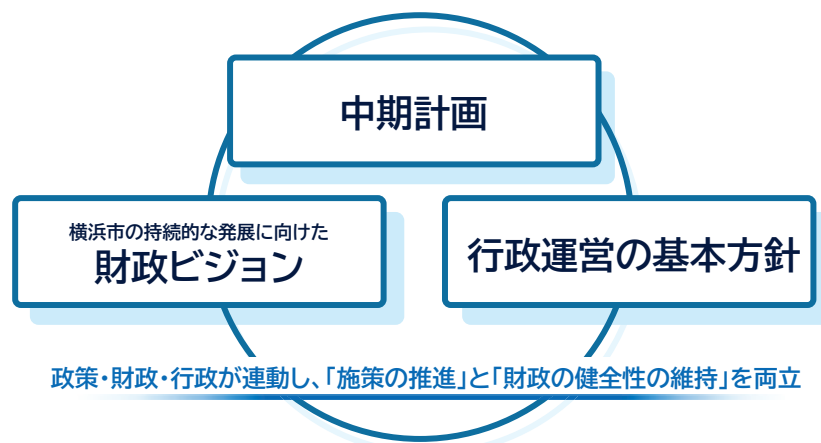 中期計画
横浜市の持続的な発展に向けた
財政ビジョン
行政運営の基本方針
政策・財政・行政が連動し、「施策の推進」と「財政の健全性の維持」を両立